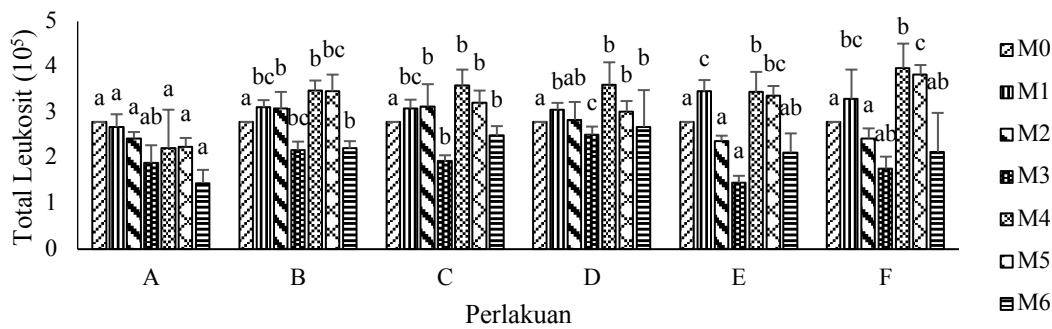 Total Leukosit (10⁵)
5
4
3
2
1
0
a a a ab a a a
a bc b bc b bc b
a bc b b b b b
a b ab c b b b
a c a a b bc ab
a bc a ab b c ab
A B C D E F
Perlakuan
M0
M1
M2
M3
M4
M5
M6